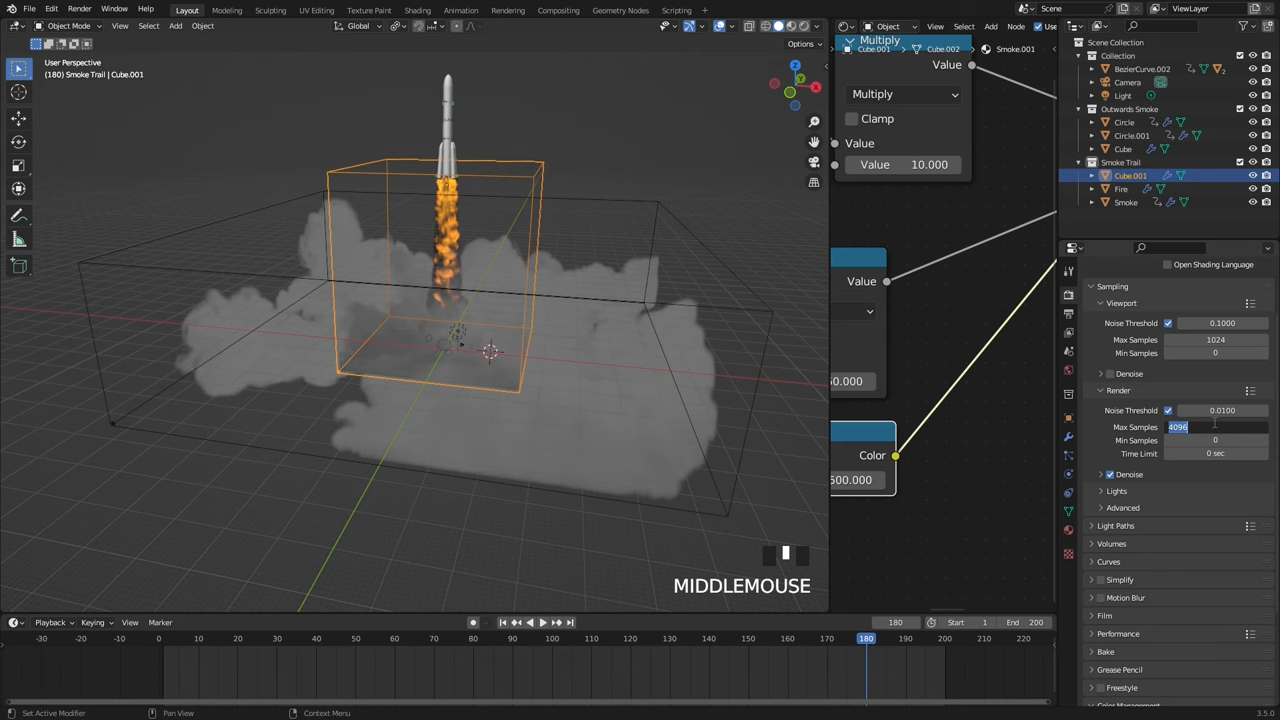 File Edit Render Window Help Layout Modeling Sculpting UV Editing Texture Paint Shading Animation Rendering Compositing Geometry Nodes Scripting Scene ViewLayer
Object Mode View Select Add Object Global Object View Select Add Node Us
Options
User Perspective
(180) Smoke Trail | Cube.001
Z
Y
X
MIDDLEMOUSE
Multiply
Cube.001 Cube.002 Smoke.001
Value
Multiply
Clamp
Value
Value 10.000
Value
50.000
Color
500.000
Scene Collection
Collection
BezierCurve.002 2
Camera
Light
Outwards Smoke
Circle
Circle.001
Cube
Smoke Trail
Cube.001
Fire
Smoke
Open Shading Language
Sampling
Viewport
Noise Threshold 0.1000
Max Samples 1024
Min Samples 0
Denoise
Render
Noise Threshold 0.0100
Max Samples 4096
Min Samples 0
Time Limit 0 sec
Denoise
Lights
Advanced
Light Paths
Volumes
Curves
Simplify
Motion Blur
Film
Performance
Bake
Grease Pencil
Freestyle
Color Management
Playback Keying View Marker 180 Start 1 End 200
-30 -20 -10 0 10 20 30 40 50 60 70 80 90 100 110 120 130 140 150 160 170 180 190 200 210 220
Set Active Modifier Pan View Context Menu 3.5.0